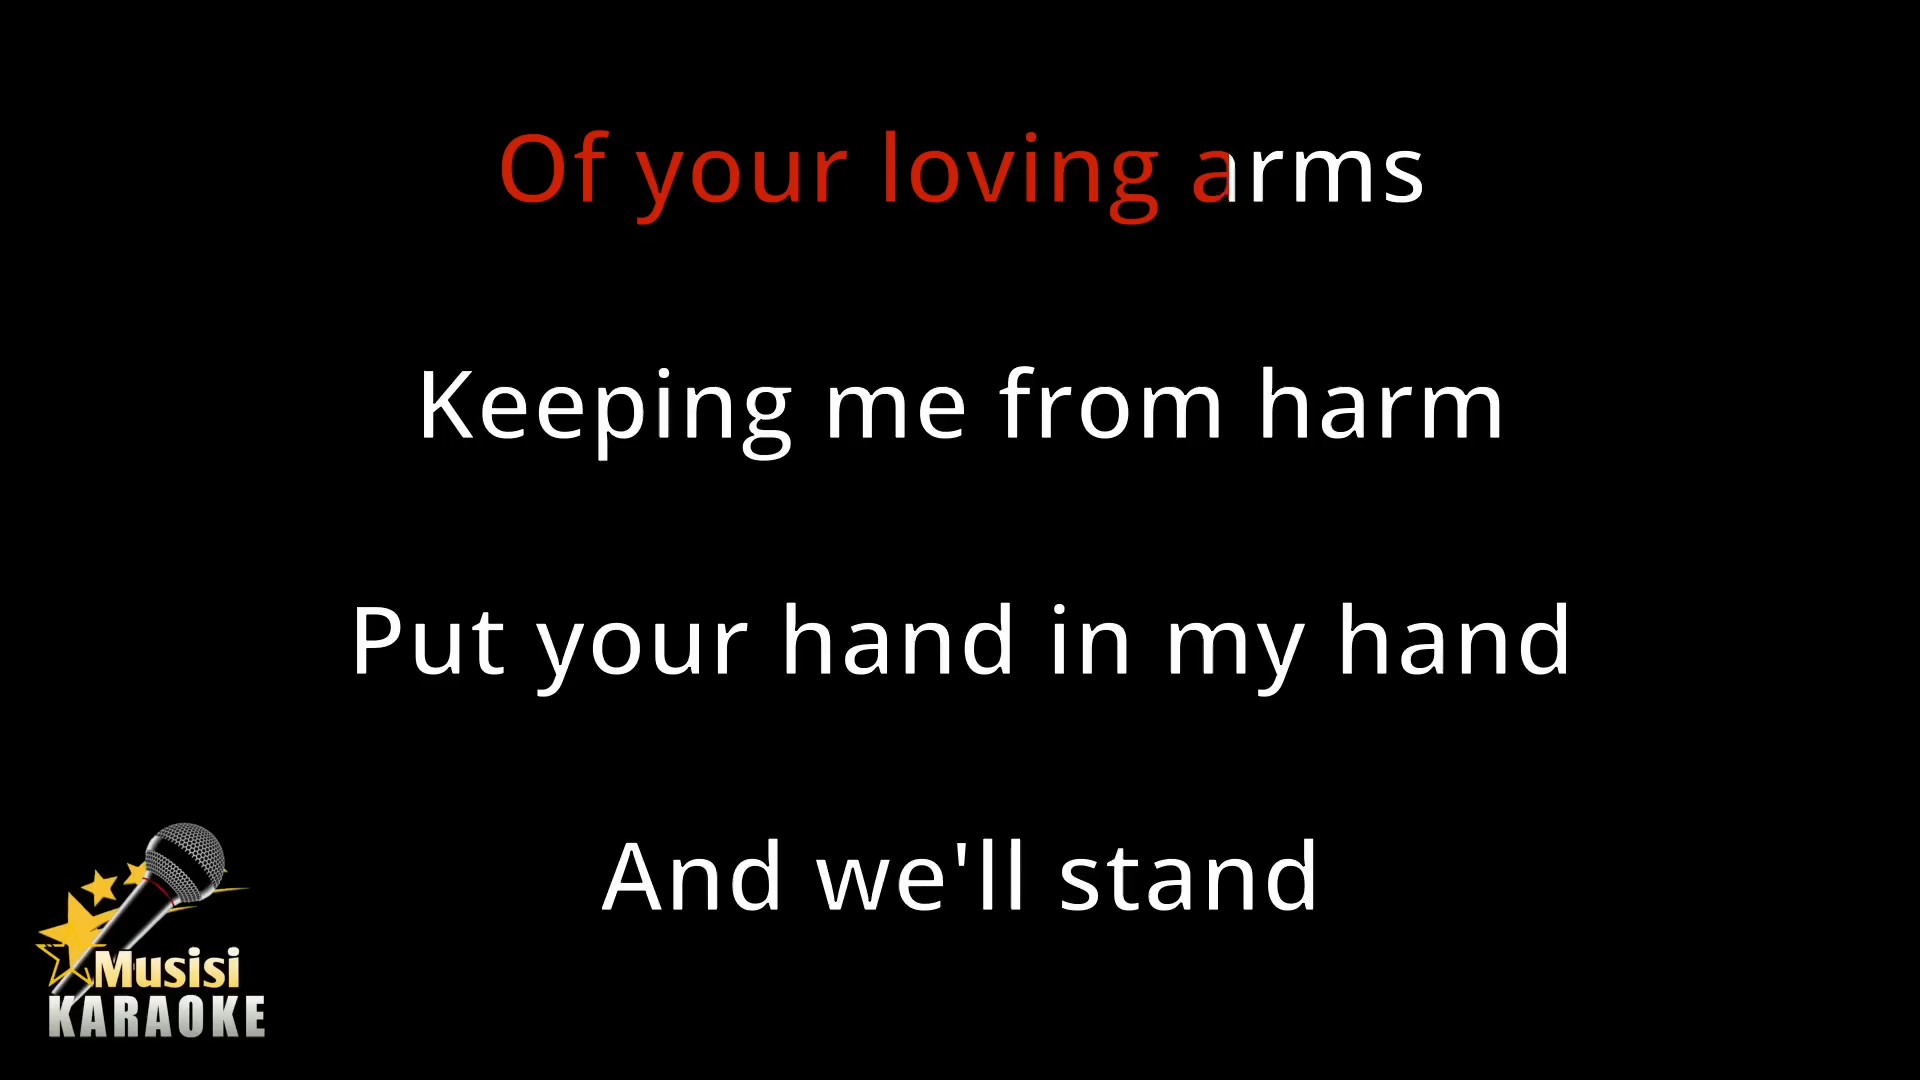 Of your loving arms
Keeping me from harm
Put your hand in my hand
And we'll stand
Musisi
KARAOKE